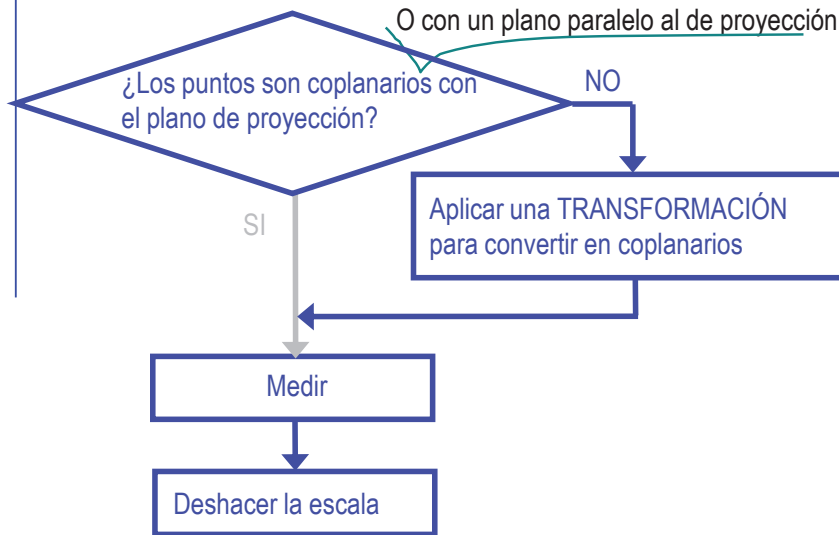 O con un plano paralelo al de proyección
¿Los puntos son coplanarios con
el plano de proyección?
NO
Aplicar una TRANSFORMACIÓN
para convertir en coplanarios
SI
Medir
Deshacer la escala